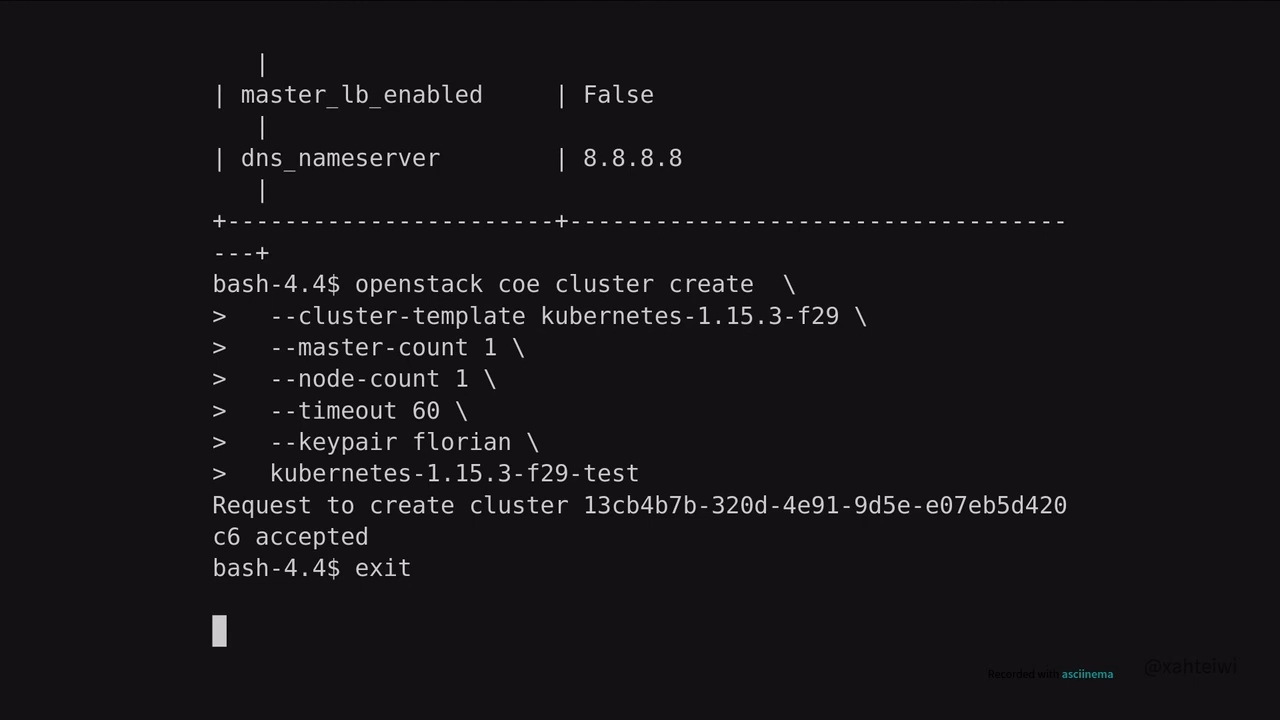 |
| master_lb_enabled     | False
|
| dns_nameserver        | 8.8.8.8
|
+-----------------------+-----------------------------------
---+
bash-4.4$ openstack coe cluster create  \
>   --cluster-template kubernetes-1.15.3-f29 \
>   --master-count 1 \
>   --node-count 1 \
>   --timeout 60 \
>   --keypair florian \
>   kubernetes-1.15.3-f29-test
Request to create cluster 13cb4b7b-320d-4e91-9d5e-e07eb5d420
c6 accepted
bash-4.4$ exit
Recorded with asciinema
@xahteiwi